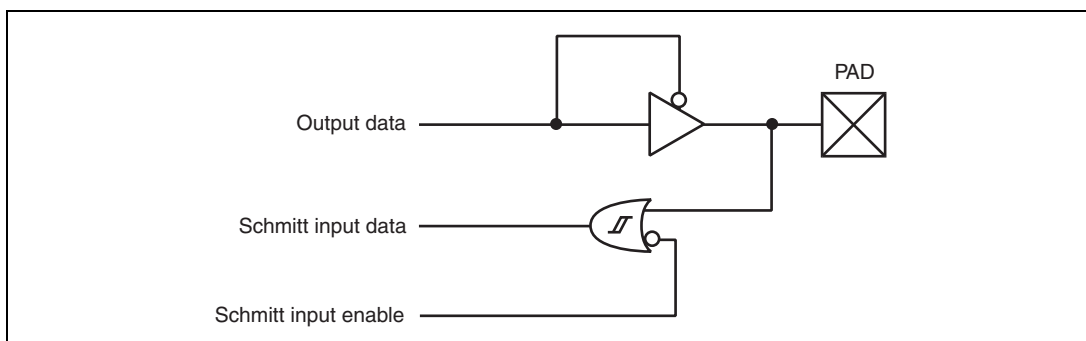 PAD
Output data
Schmitt input data
Schmitt input enable